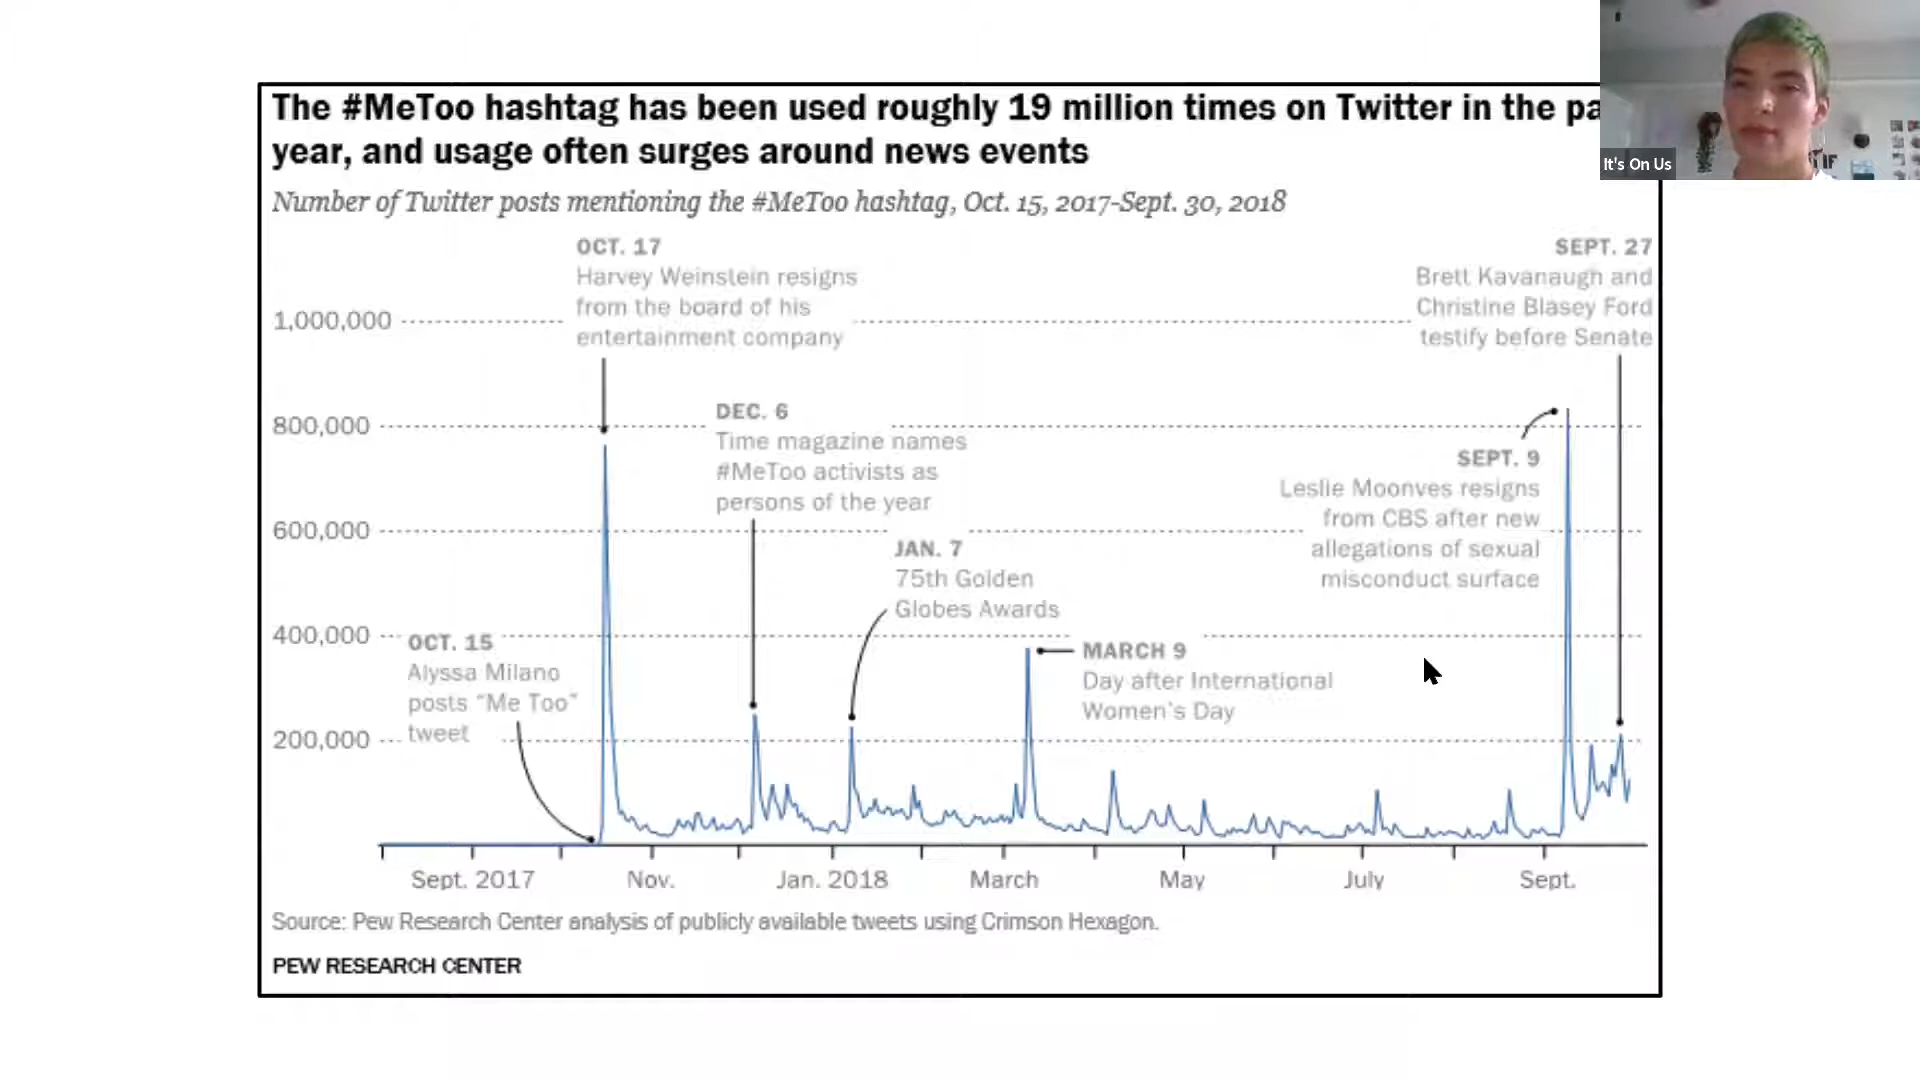 The #MeToo hashtag has been used roughly 19 million times on Twitter in the
year, and usage often surges around news events
Number of Twitter posts mentioning the #MeToo hashtag, Oct. 15, 2017-Sept. 30, 2018
It's On Us
OCT. 17
Harvey Weinstein resigns
from the board of his
entertainment company
SEPT. 27
Brett Kavanaugh and
Christine Blasey Ford
testify before Senate
1,000,000
800,000
600,000
400,000
200,000
DEC. 6
Time magazine names
#MeToo activists as
persons of the year
SEPT. 9
Leslie Moonves resigns
from CBS after new
allegations of sexual
misconduct surface
JAN. 7
75th Golden
Globes Awards
OCT. 15
Alyssa Milano
posts “Me Too”
tweet
MARCH 9
Day after International
Women's Day
Sept. 2017
Nov.
Jan. 2018
March
May
July
Sept.
Source: Pew Research Center analysis of publicly available tweets using Crimson Hexagon.
PEW RESEARCH CENTER